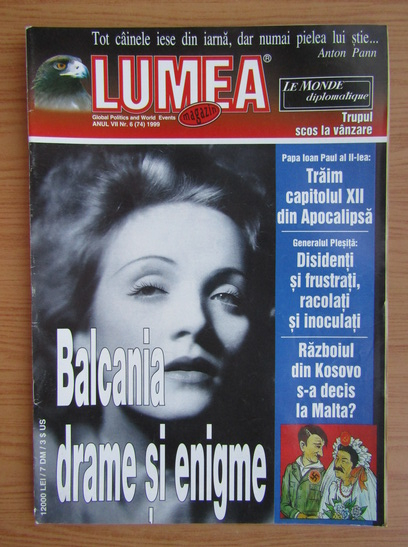 Tot câinele iese din iarnă, dar numai pielea lui știe...
Anton Pann
LUMEA®
magazin
Global Politics and World Events
ANUL VII Nr. 6 (74) 1999
LE MONDE
diplomatique
Trupul
scos la vânzare
Papa Ioan Paul al II-lea:
Trăim
capitolul XII
din Apocalipsă
Generalul Pleșiță:
Disidenți
și frustrați,
racolați
și inoculați
Războiul
din Kosovo
s-a decis
la Malta?
Balcania
drame și enigme
12000 LEI / 7 DM / 3 $ US